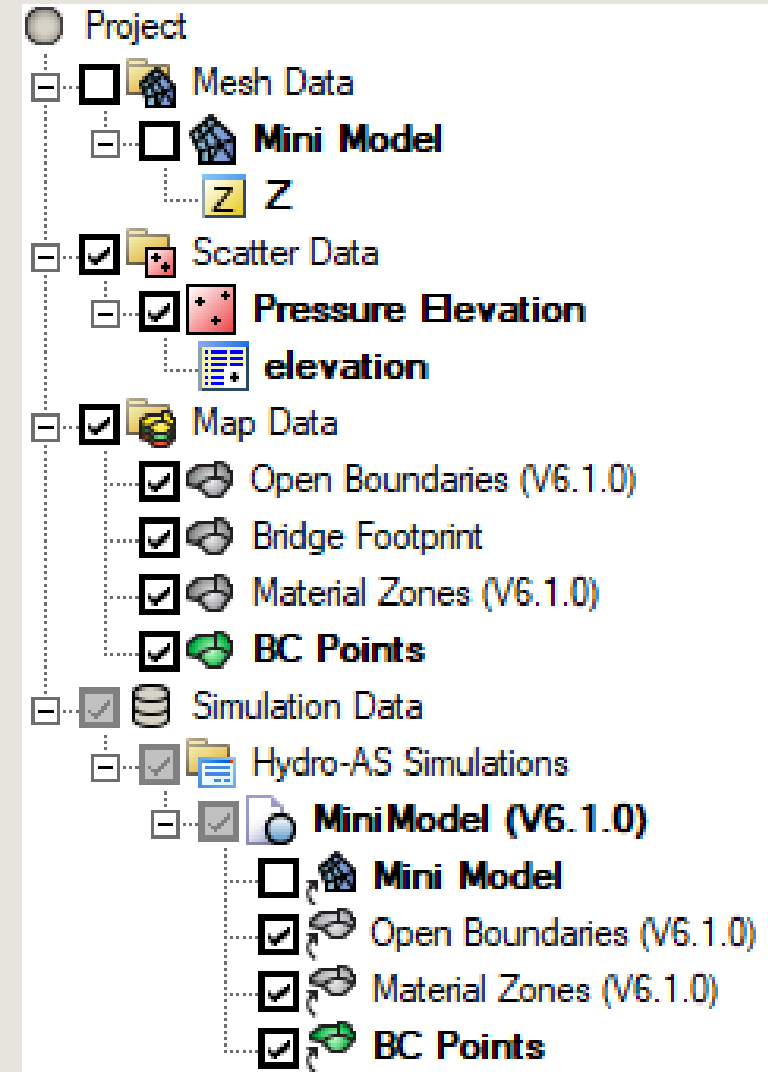 Project
Mesh Data
Mini Model
Z Z
Scatter Data
Pressure Elevation
elevation
Map Data
Open Boundaries (V6.1.0)
Bridge Footprint
Material Zones (V6.1.0)
BC Points
Simulation Data
Hydro-AS Simulations
MiniModel (V6.1.0)
Mini Model
Open Boundaries (V6.1.0)
Material Zones (V6.1.0)
BC Points